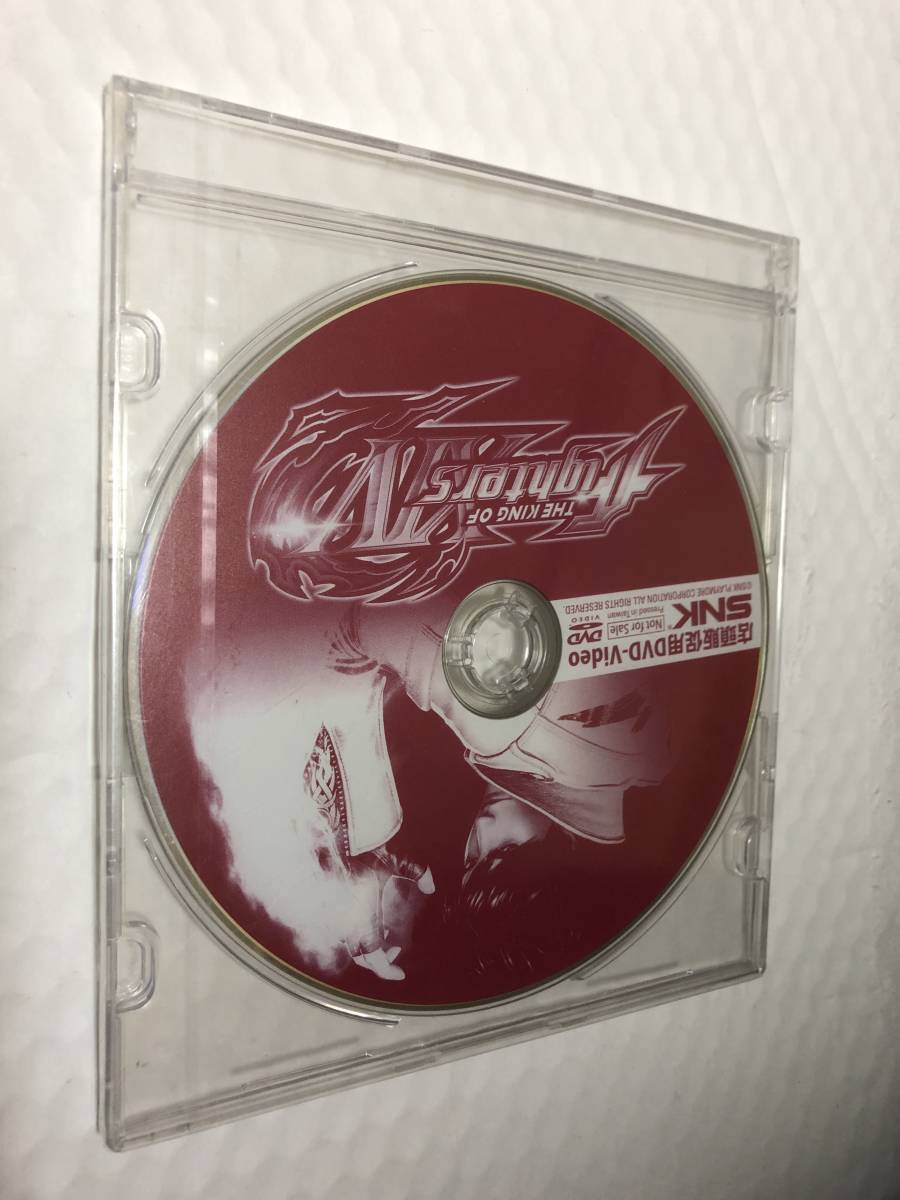 THE KING OF
Fighters
XIV
店頭販促用DVD-Video
SNK®
Not for Sale
Pressed in Taiwan
DVD
VIDEO
©SNK PLAYMORE CORPORATION ALL RIGHTS RESERVED.